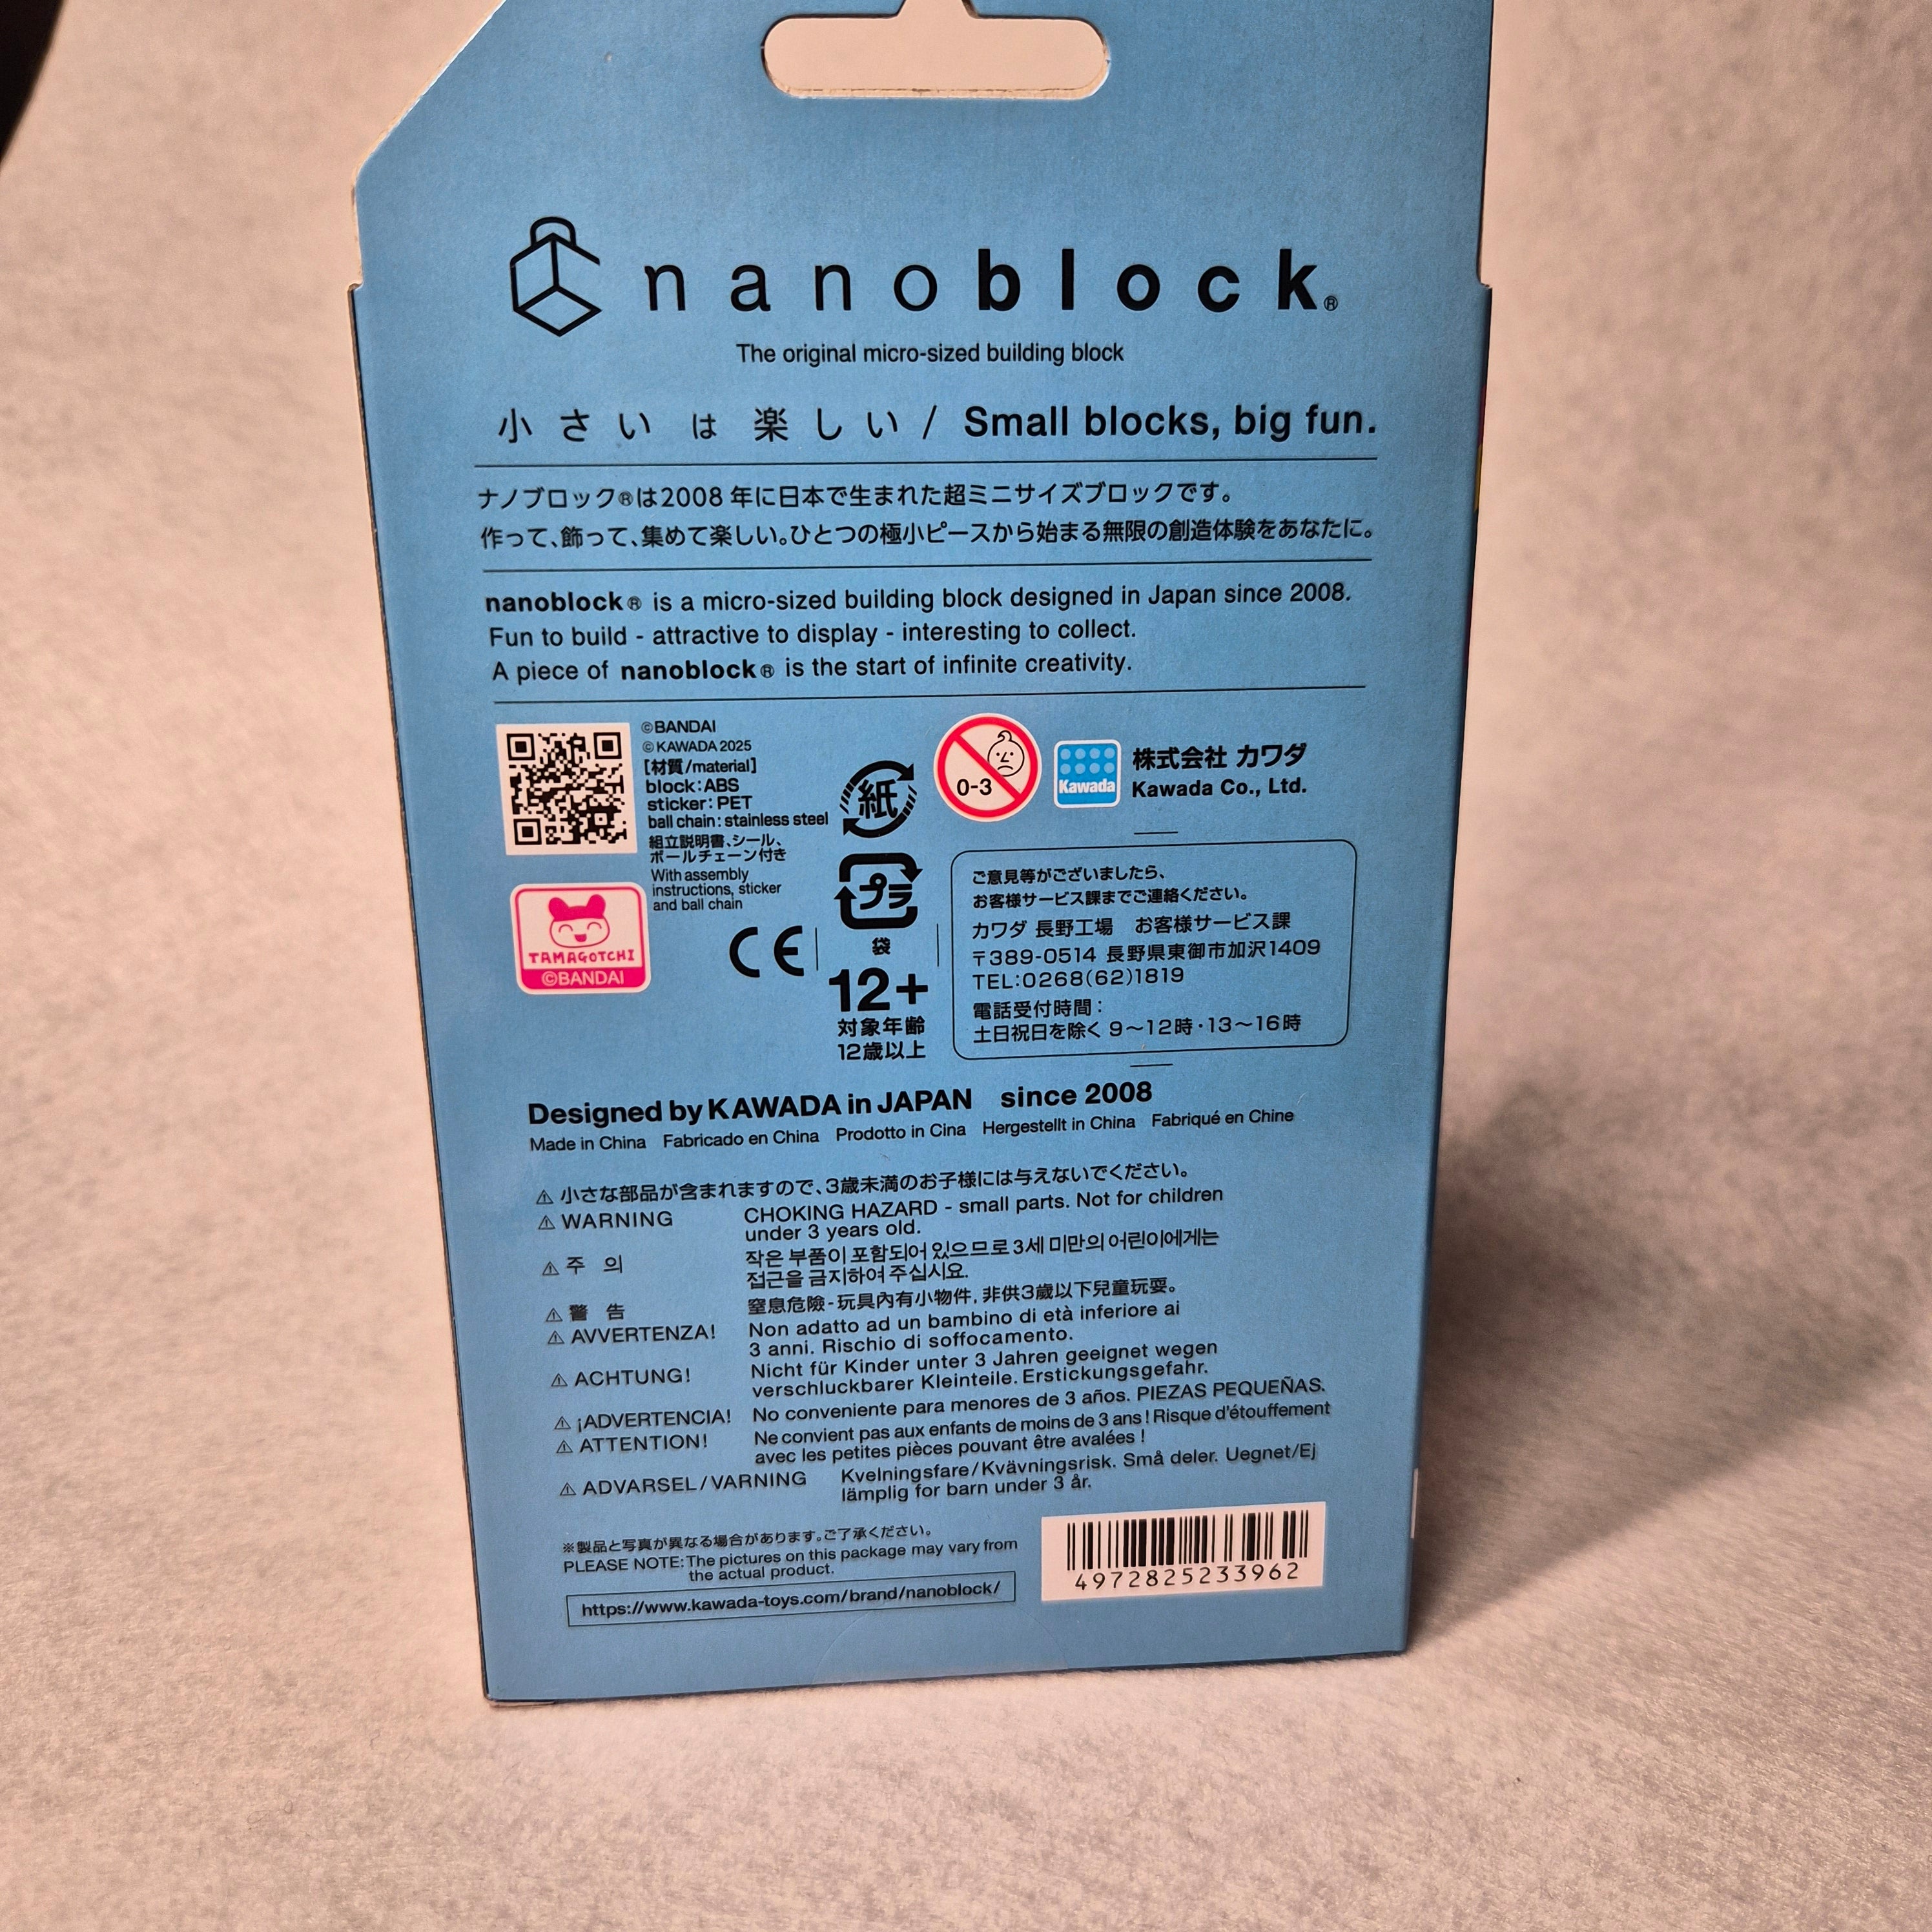 nanoblock®
The original micro-sized building block
小さいは楽しい / Small blocks, big fun.
ナノブロック®は2008年に日本で生まれた超ミニサイズブロックです。
作って、飾って、集めて楽しい。ひとつの極小ピースから始まる無限の創造体験をあなたに。
nanoblock® is a micro-sized building block designed in Japan since 2008.
Fun to build - attractive to display - interesting to collect.
A piece of nanoblock® is the start of infinite creativity.
©BANDAI
©KAWADA 2025
[材質/material]
block:ABS
sticker:PET
ball chain:stainless steel
組立説明書、シール、
ボールチェーン付き
With assembly
instructions, sticker
and ball chain
TAMAGOTCHI
©BANDAI
CE
紙
プラ
袋
12+
対象年齢
12歳以上
0-3
Kawada
株式会社 カワダ
Kawada Co., Ltd.
ご意見等がございましたら、
お客様サービス課までご連絡ください。
カワダ 長野工場 お客様サービス課
〒389-0514 長野県東御市加沢1409
TEL:0268(62)1819
電話受付時間:
土日祝日を除く 9〜12時・13〜16時
Designed by KAWADA in JAPAN since 2008
Made in China Fabricado en China Prodotto in Cina Hergestellt in China Fabriqué en Chine
⚠ 小さな部品が含まれますので、3歳未満のお子様には与えないでください。
⚠ WARNING CHOKING HAZARD - small parts. Not for children
under 3 years old.
⚠ 주 의 작은 부품이 포함되어 있으므로 3세 미만의 어린이에게는
접근을 금지하여 주십시요.
⚠ 警 告 窒息危險-玩具內有小物件, 非供3歲以下兒童玩耍。
⚠ AVVERTENZA! Non adatto ad un bambino di età inferiore ai
3 anni. Rischio di soffocamento.
⚠ ACHTUNG! Nicht für Kinder unter 3 Jahren geeignet wegen
verschluckbarer Kleinteile. Erstickungsgefahr.
⚠ ¡ADVERTENCIA! No conveniente para menores de 3 años. PIEZAS PEQUEÑAS.
⚠ ATTENTION! Ne convient pas aux enfants de moins de 3 ans ! Risque d'étouffement
avec les petites pièces pouvant être avalées !
⚠ ADVARSEL/VARNING Kvelningsfare/Kvävningsrisk. Små deler. Uegnet/Ej
lämplig for barn under 3 år.
※製品と写真が異なる場合があります。ご了承ください。
PLEASE NOTE: The pictures on this package may vary from
the actual product.
https://www.kawada-toys.com/brand/nanoblock/
4972825233962